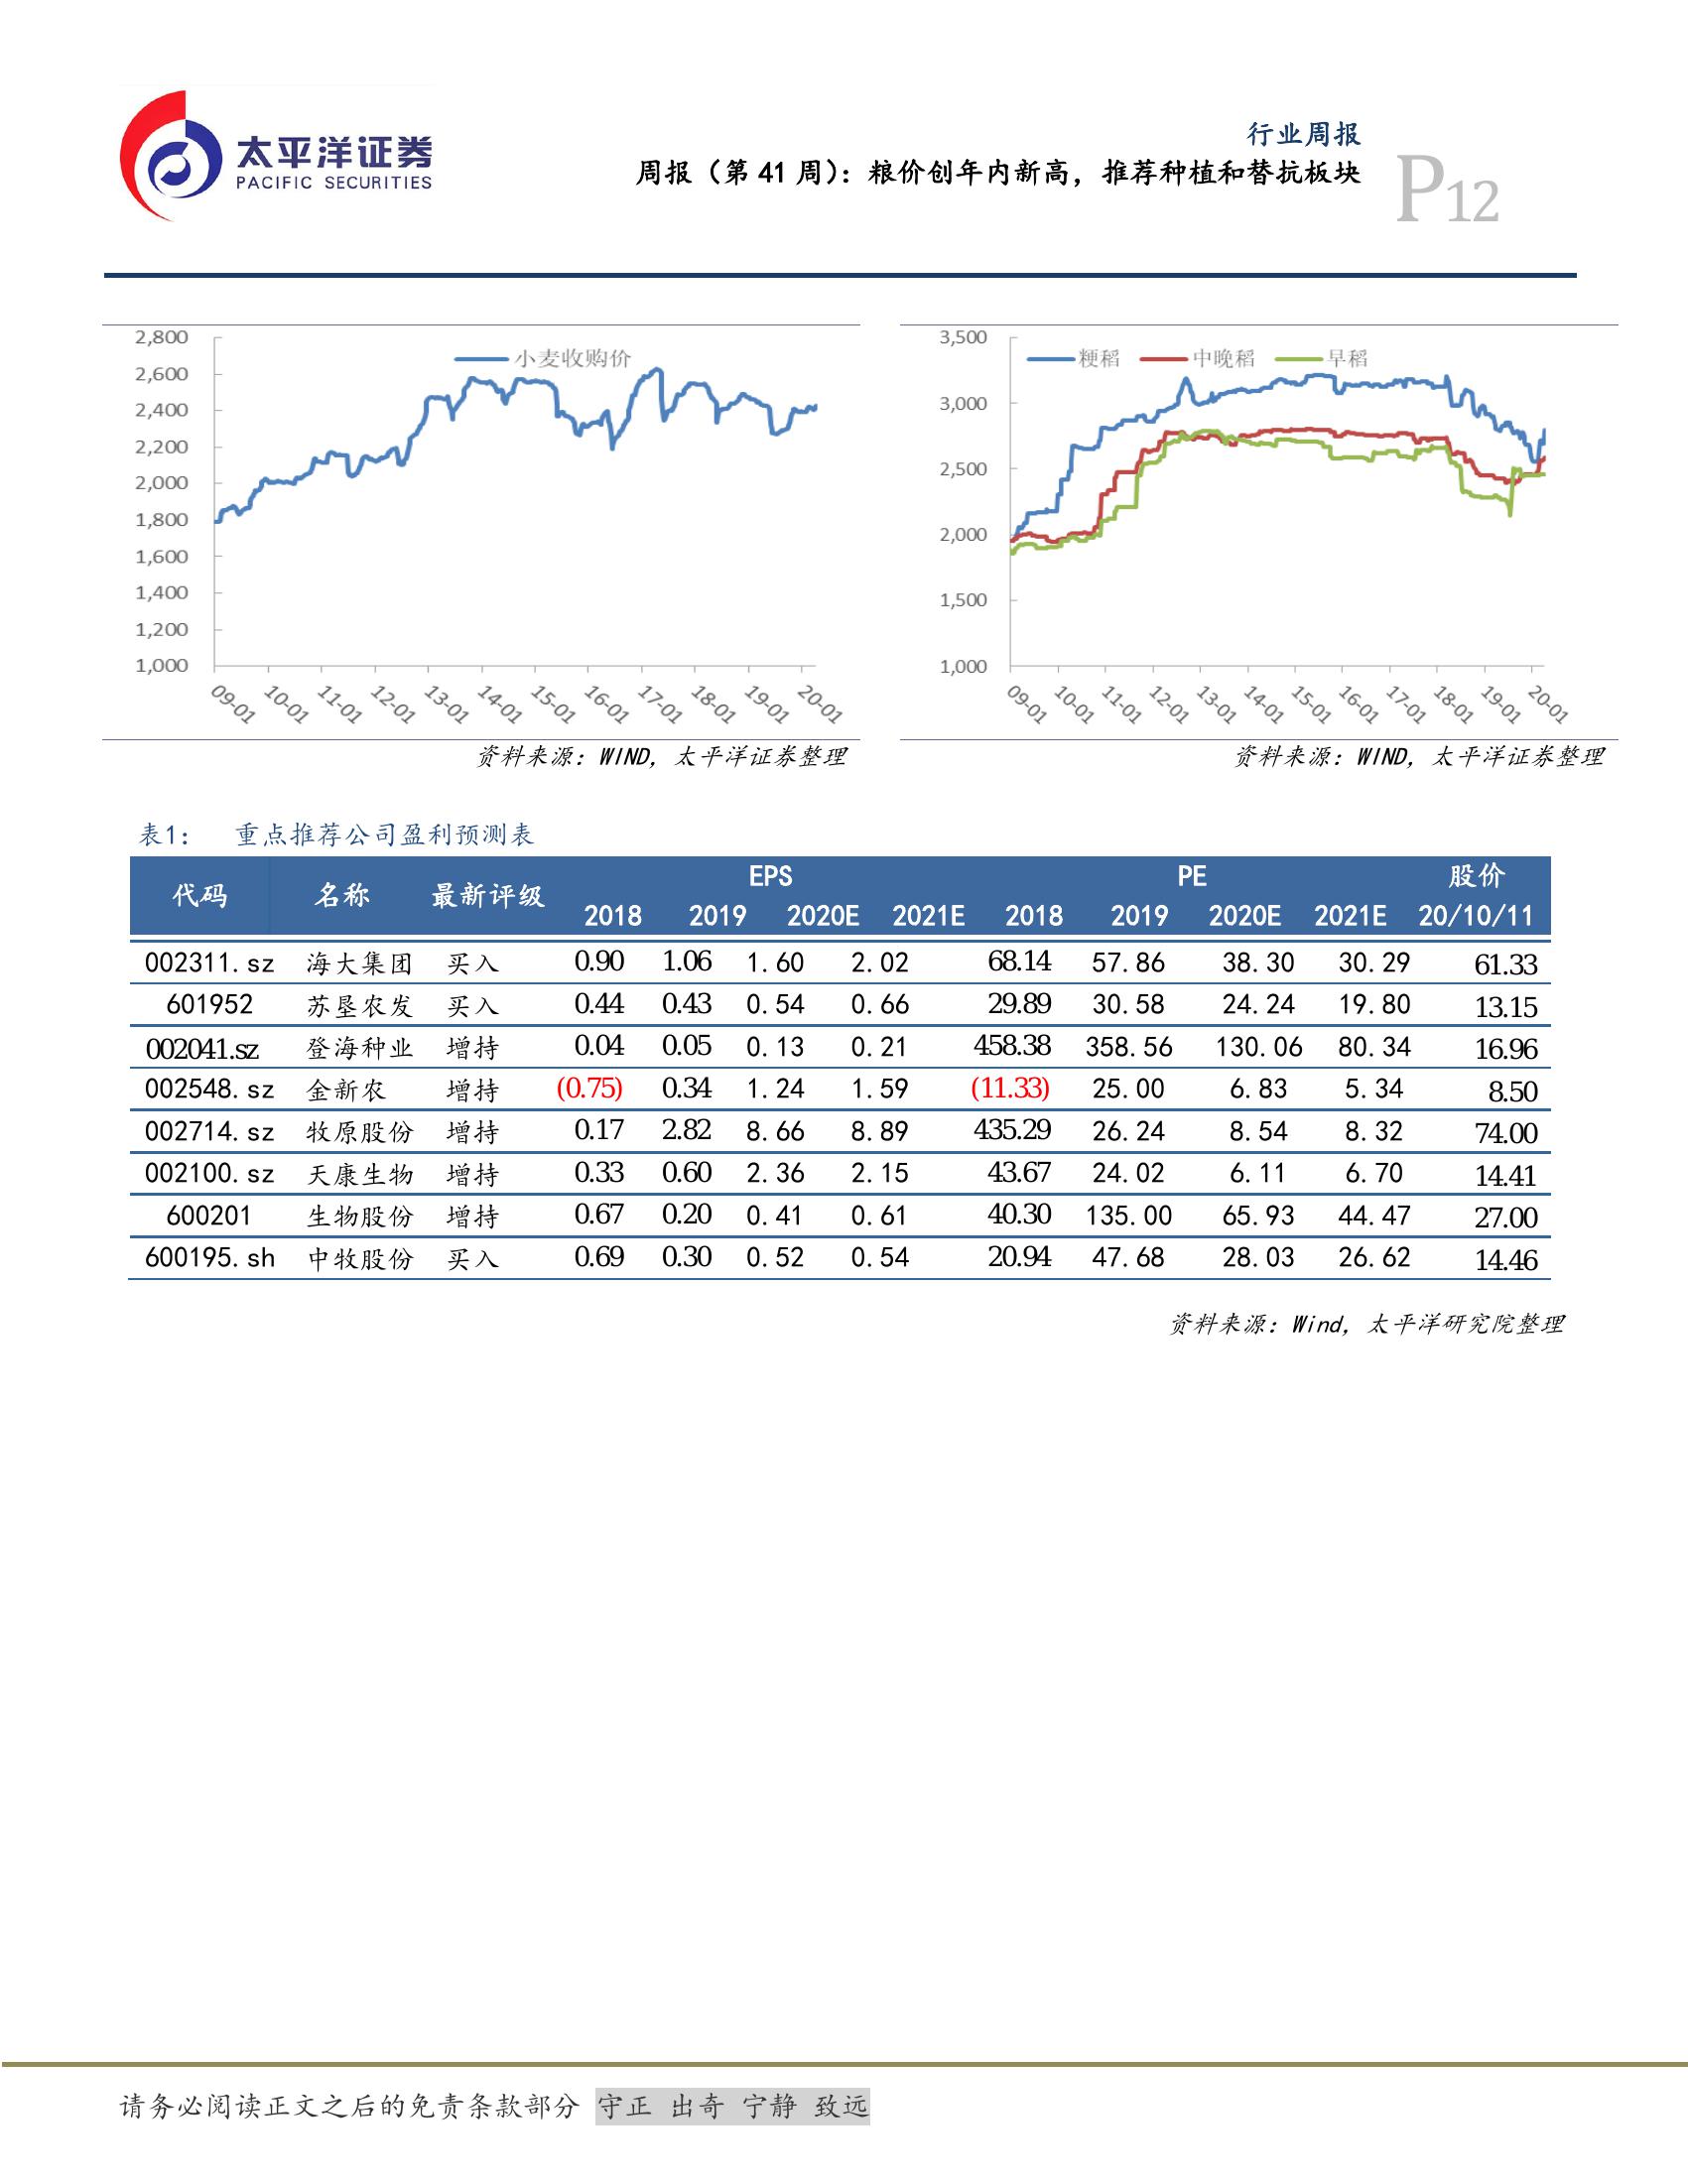 太平洋证券
PACIFIC SECURITIES
行业周报
周报（第 41 周）：粮价创年内新高，推荐种植和替抗板块
P12
小麦收购价
2,800
2,600
2,400
2,200
2,000
1,800
1,600
1,400
1,200
1,000
09-01 10-01 11-01 12-01 13-01 14-01 15-01 16-01 17-01 18-01 19-01 20-01
资料来源：WIND，太平洋证券整理
粳稻 中晚稻 早稻
3,500
3,000
2,500
2,000
1,500
1,000
09-01 10-01 11-01 12-01 13-01 14-01 15-01 16-01 17-01 18-01 19-01 20-01
资料来源：WIND，太平洋证券整理
表1： 重点推荐公司盈利预测表
代码 名称 最新评级 EPS PE 股价
2018 2019 2020E 2021E 2018 2019 2020E 2021E 20/10/11
002311.sz 海大集团 买入 0.90 1.06 1.60 2.02 68.14 57.86 38.30 30.29 61.33
601952 苏垦农发 买入 0.44 0.43 0.54 0.66 29.89 30.58 24.24 19.80 13.15
002041.sz 登海种业 增持 0.04 0.05 0.13 0.21 458.38 358.56 130.06 80.34 16.96
002548.sz 金新农 增持 (0.75) 0.34 1.24 1.59 (11.33) 25.00 6.83 5.34 8.50
002714.sz 牧原股份 增持 0.17 2.82 8.66 8.89 435.29 26.24 8.54 8.32 74.00
002100.sz 天康生物 增持 0.33 0.60 2.36 2.15 43.67 24.02 6.11 6.70 14.41
600201 生物股份 增持 0.67 0.20 0.41 0.61 40.30 135.00 65.93 44.47 27.00
600195.sh 中牧股份 买入 0.69 0.30 0.52 0.54 20.94 47.68 28.03 26.62 14.46
资料来源：Wind，太平洋研究院整理
请务必阅读正文之后的免责条款部分 守正 出奇 宁静 致远